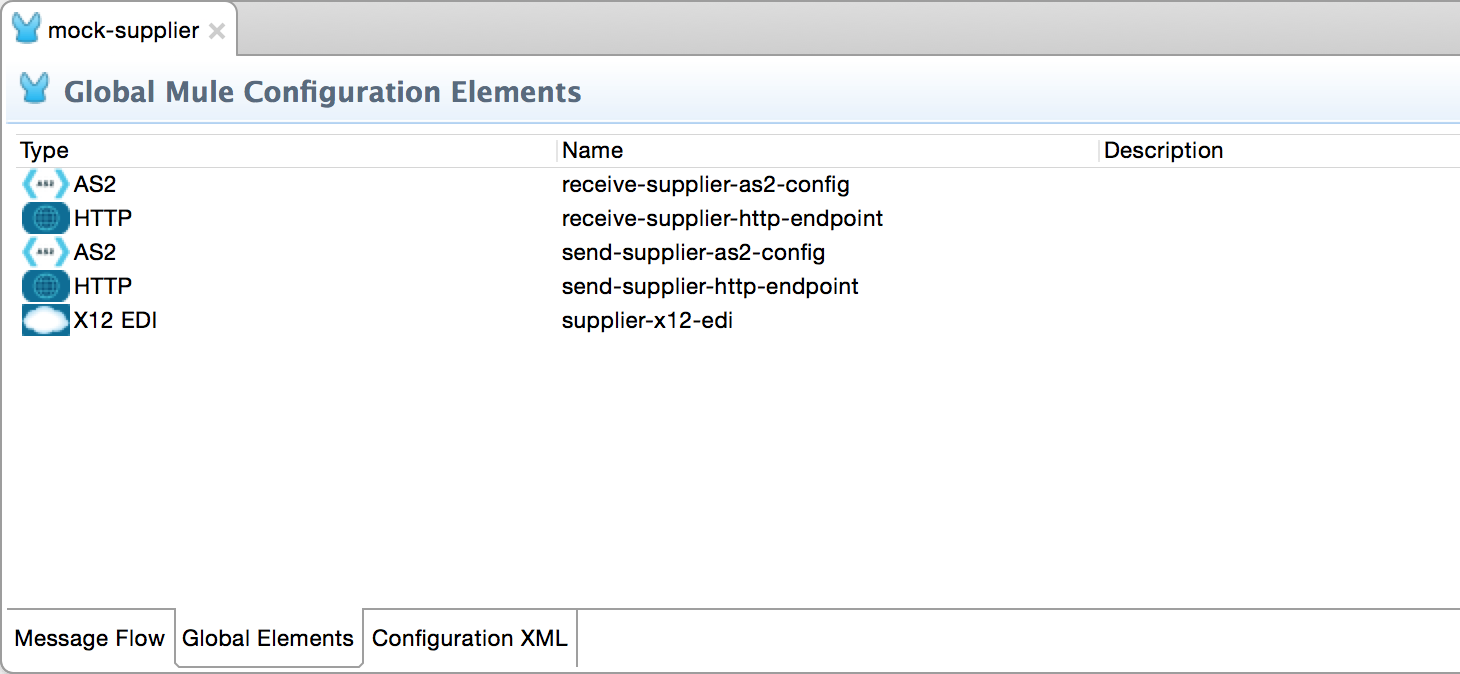 mock-supplier
Global Mule Configuration Elements
Type Name Description
AS2 AS2 receive-supplier-as2-config
HTTP receive-supplier-http-endpoint
AS2 AS2 send-supplier-as2-config
HTTP send-supplier-http-endpoint
X12 EDI supplier-x12-edi
Message Flow Global Elements Configuration XML